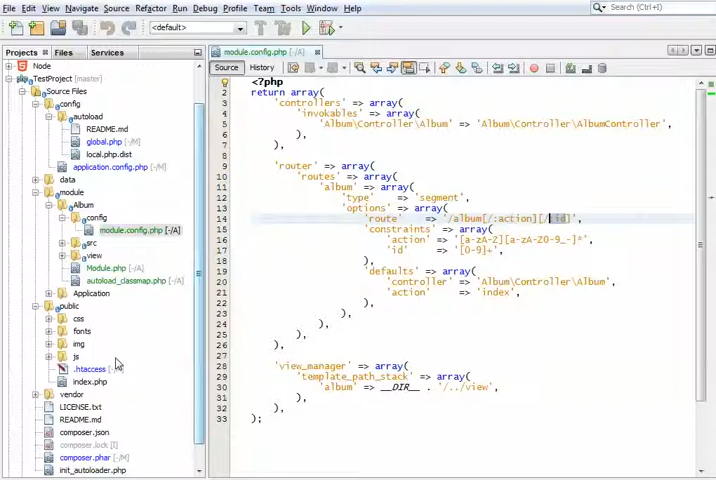 File Edit View Navigate Source Refactor Run Debug Profile Team Tools Window Help
Search (Ctrl+I)
<default>
Projects Files Services
module.config.php [-/A]
Source History
Node
TestProject [master]
Source Files
config
autoload
README.md
global.php
local.php.dist
application.config.php
data
module
Album
config
module.config.php [-/A]
src
view
Module.php [-/A]
autoload_classmap.php [-/A]
Application
public
css
fonts
img
js
.htaccess
index.php
vendor
LICENSE.txt
README.md
composer.json
composer.lock [I]
composer.phar [-/A]
init_autoloader.php
<?php
2 return array(
3 'controllers' => array(
4 'invokables' => array(
5 'Album\Controller\Album' => 'Album\Controller\AlbumController',
6 ),
7 ),
8
9 'router' => array(
10 'routes' => array(
11 'album' => array(
12 'type' => 'segment',
13 'options' => array(
14 'route' => '/album[/:action][/:id]',
15 'constraints' => array(
16 'action' => '[a-zA-Z][a-zA-Z0-9_-]*',
17 'id' => '[0-9]+',
18 ),
19 'defaults' => array(
20 'controller' => 'Album\Controller\Album',
21 'action' => 'index',
22 ),
23 ),
24 ),
25 ),
26 ),
27
28 'view_manager' => array(
29 'template_path_stack' => array(
30 'album' => __DIR__ . '/../view',
31 ),
32 ),
33 );